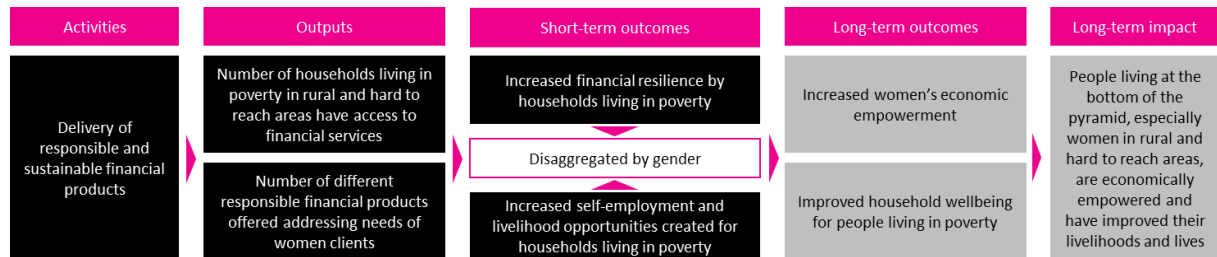 Activities
Delivery of
responsible and
sustainable financial
products
Outputs
Number of households living in
poverty in rural and hard to
reach areas have access to
financial services
Number of different
responsible financial products
offered addressing needs of
women clients
Short-term outcomes
Increased financial resilience by
households living in poverty
Disaggregated by gender
Increased self-employment and
livelihood opportunities created for
households living in poverty
Long-term outcomes
Increased women’s economic
empowerment
Improved household wellbeing
for people living in poverty
Long-term impact
People living at the
bottom of the
pyramid, especially
women in rural and
hard to reach areas,
are economically
empowered and
have improved their
livelihoods and lives